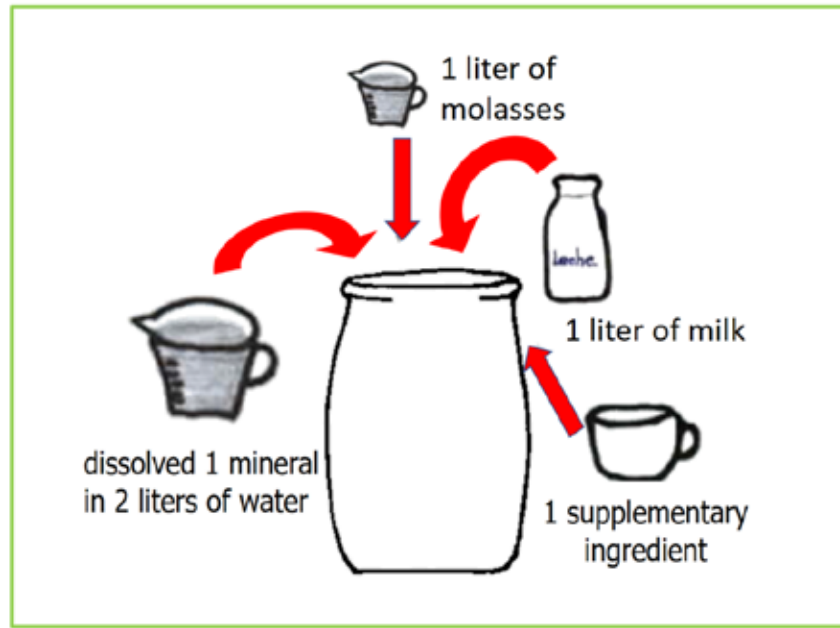 1 liter of
molasses
Leche.
1 liter of milk
dissolved 1 mineral
in 2 liters of water
1 supplementary
ingredient